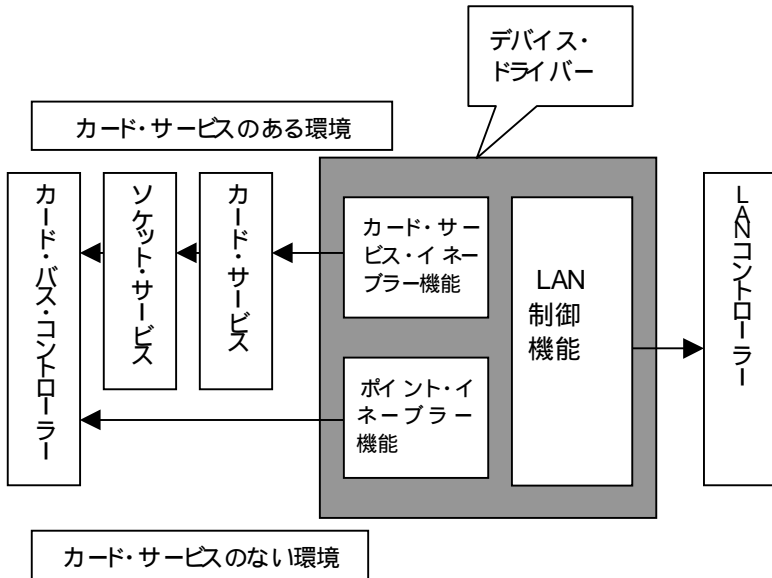 デバイス・
ドライバー
カード・サービスのある環境
カード・バス・コントローラー
ソケット・サービス
カード・サービス
カード・サー
ビス・イネー
ブラー機能
LAN
制御
機能
LANコントローラー
ポイント・イ
ネーブラー
機能
カード・サービスのない環境